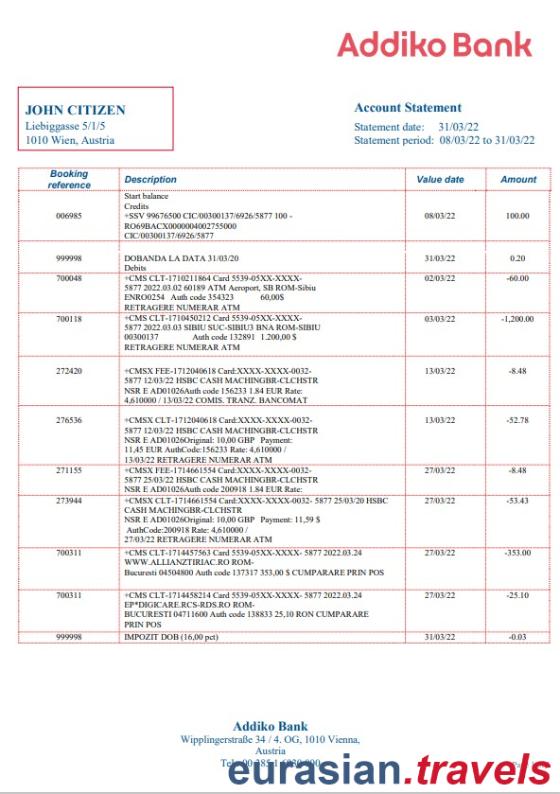 Addiko Bank
JOHN CITIZEN
Liebiggasse 5/1/5
1010 Wien, Austria
Account Statement
Statement date: 31/03/22
Statement period: 08/03/22 to 31/03/22
Booking reference Description Value date Amount
Start balance
Credits
006985 +SSV 99676500 CIC/00300137/6926/5877 100 - 08/03/22 100.00
RO69BACX0000004002755000
CIC/00300137/6926/5877
999998 DOBANDA LA DATA 31/03/20 31/03/22 0.20
Debits
700048 +CMS CLT-1710211864 Card 5539-05XX-XXXX- 02/03/22 -60.00
5877 2022.03.02 60189 ATM Aeroport, SB ROM-Sibiu
ENRO0254 Auth code 354323 60,00$
RETRAGERE NUMERAR ATM
700118 +CMS CLT-1710450212 Card 5539-05XX-XXXX- 03/03/22 -1,200.00
5877 2022.03.03 SIBIU SUC-SIBIU3 BNA ROM-SIBIU
00300137 Auth code 132891 1.200,00 $
RETRAGERE NUMERAR ATM
272420 +CMSX FEE-1712040618 Card:XXXX-XXXX-0032- 13/03/22 -8.48
5877 12/03/22 HSBC CASH MACHINGBR-CLCHSTR
NSR E AD01026Auth code 156233 1.84 EUR Rate:
4,610000 / 13/03/22 COMIS. TRANZ. BANCOMAT
276536 +CMSX CLT-1712040618 Card:XXXX-XXXX-0032- 13/03/22 -52.78
5877 12/03/22 HSBC CASH MACHINGBR-CLCHSTR
NSR E AD01026Original: 10,00 GBP Payment:
11,45 EUR AuthCode:156233 Rate: 4,610000 /
13/03/22 RETRAGERE NUMERAR ATM
271155 +CMSX FEE-1714661554 Card:XXXX-XXXX-0032- 27/03/22 -8.48
5877 25/03/22 HSBC CASH MACHINGBR-CLCHSTR
NSR E AD01026Auth code 200918 1.84 EUR Rate:
273944 +CMSX CLT-1714661554 Card:XXXX-XXXX-0032- 5877 25/03/20 HSBC 27/03/22 -53.43
CASH MACHINGBR-CLCHSTR
NSR E AD01026Original: 10,00 GBP Payment: 11,59 $
AuthCode:200918 Rate: 4,610000 /
27/03/22 RETRAGERE NUMERAR ATM
700311 +CMS CLT-1714457563 Card 5539-05XX-XXXX- 5877 2022.03.24 27/03/22 -353.00
WWW.ALLIANZTIRIAC.RO ROM-
Bucuresti 04504800 Auth code 137317 353,00 $ CUMPARARE PRIN POS
700311 +CMS CLT-1714458214 Card 5539-05XX-XXXX- 5877 2022.03.24 27/03/22 -25.10
EP*DIGICARE.RCS-RDS.RO ROM-
BUCURESTI 04711600 Auth code 138833 25,10 RON CUMPARARE
PRIN POS
999998 IMPOZIT DOB (16,00 pct) 31/03/22 -0.03
Addiko Bank
Wipplingerstraße 34 / 4. OG, 1010 Vienna,
Austria
eurasian.travels